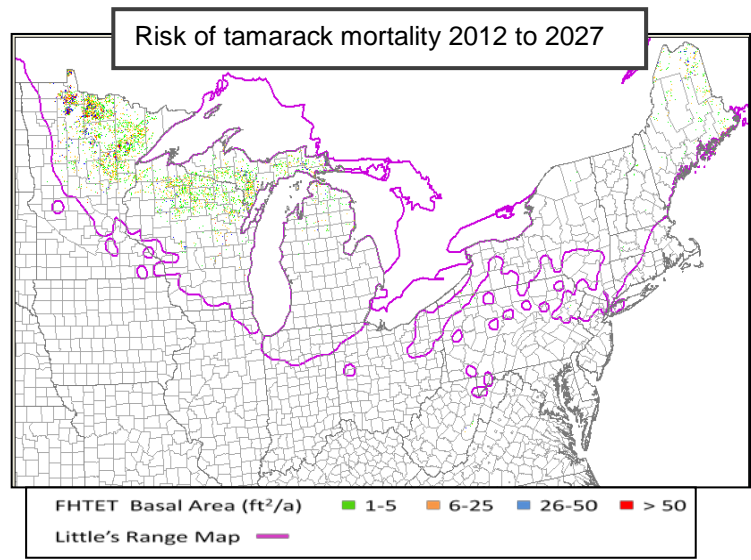 Risk of tamarack mortality 2012 to 2027
FHTET Basal Area (ft²/a) 1-5 6-25 26-50 > 50
Little's Range Map